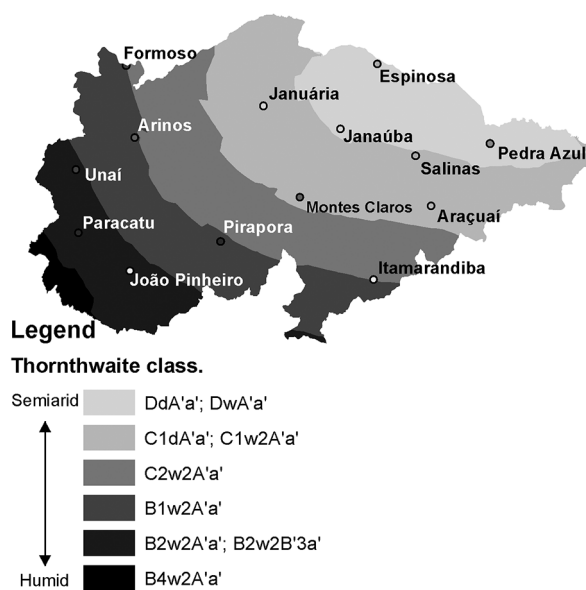 Formoso
Espinosa
Januária
Arinos
Janaúba
Pedra Azul
Salinas
Unaí
Montes Claros
Araçuaí
Paracatu
Pirapora
Itamarandiba
João Pinheiro
Legend
Thornthwaite class.
Semiarid
DdA'a'; DwA'a'
C1dA'a'; C1w2A'a'
C2w2A'a'
B1w2A'a'
B2w2A'a'; B2w2B'3a'
Humid
B4w2A'a'